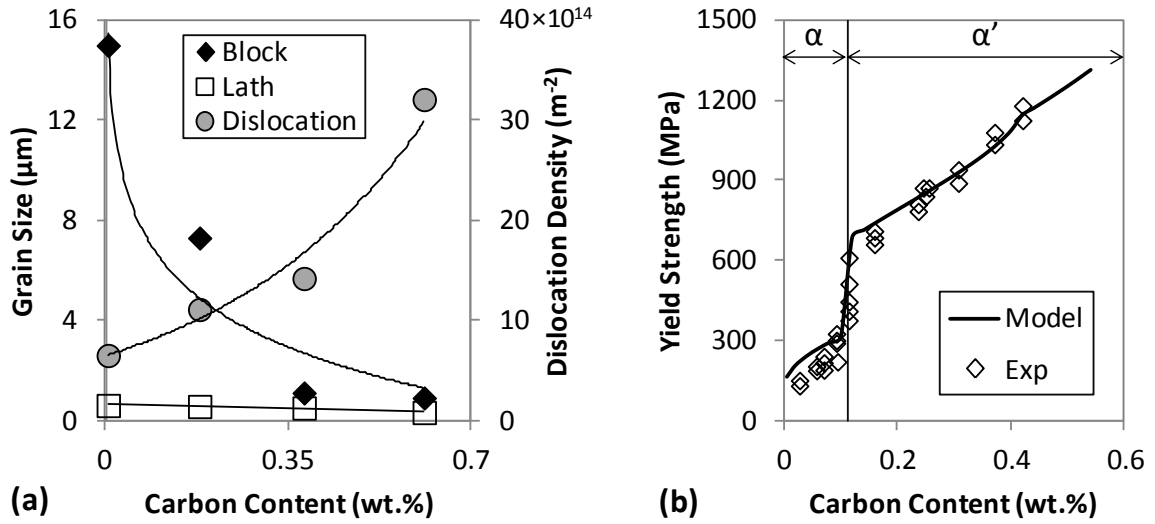 16
12
8
4
0
Grain Size (µm)
Block
Lath
Dislocation
40×10¹⁴
30
20
10
0
Dislocation Density (m⁻²)
0
0.35
0.7
Carbon Content (wt.%)
(a)
1500
1200
900
600
300
0
Yield Strength (MPa)
α
α’
Model
Exp
0
0.2
0.4
0.6
Carbon Content (wt.%)
(b)